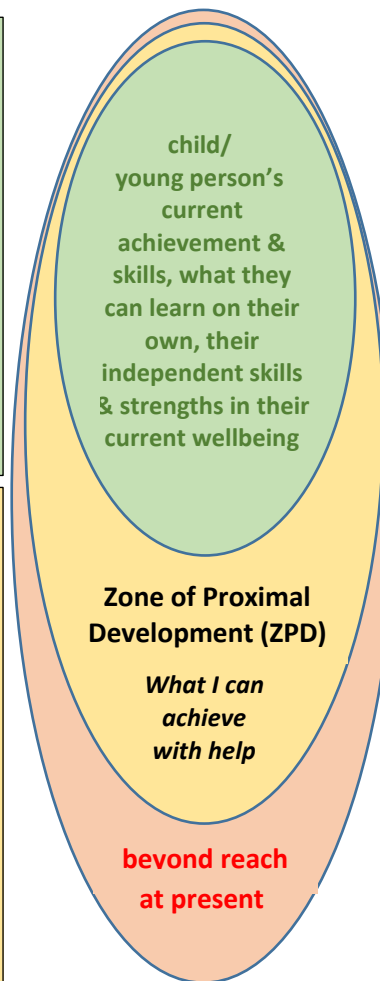 child/
young person's
current
achievement &
skills, what they
can learn on their
own, their
independent skills
& strengths in their
current wellbeing
Zone of Proximal
Development (ZPD)
What I can
achieve
with help
beyond reach
at present